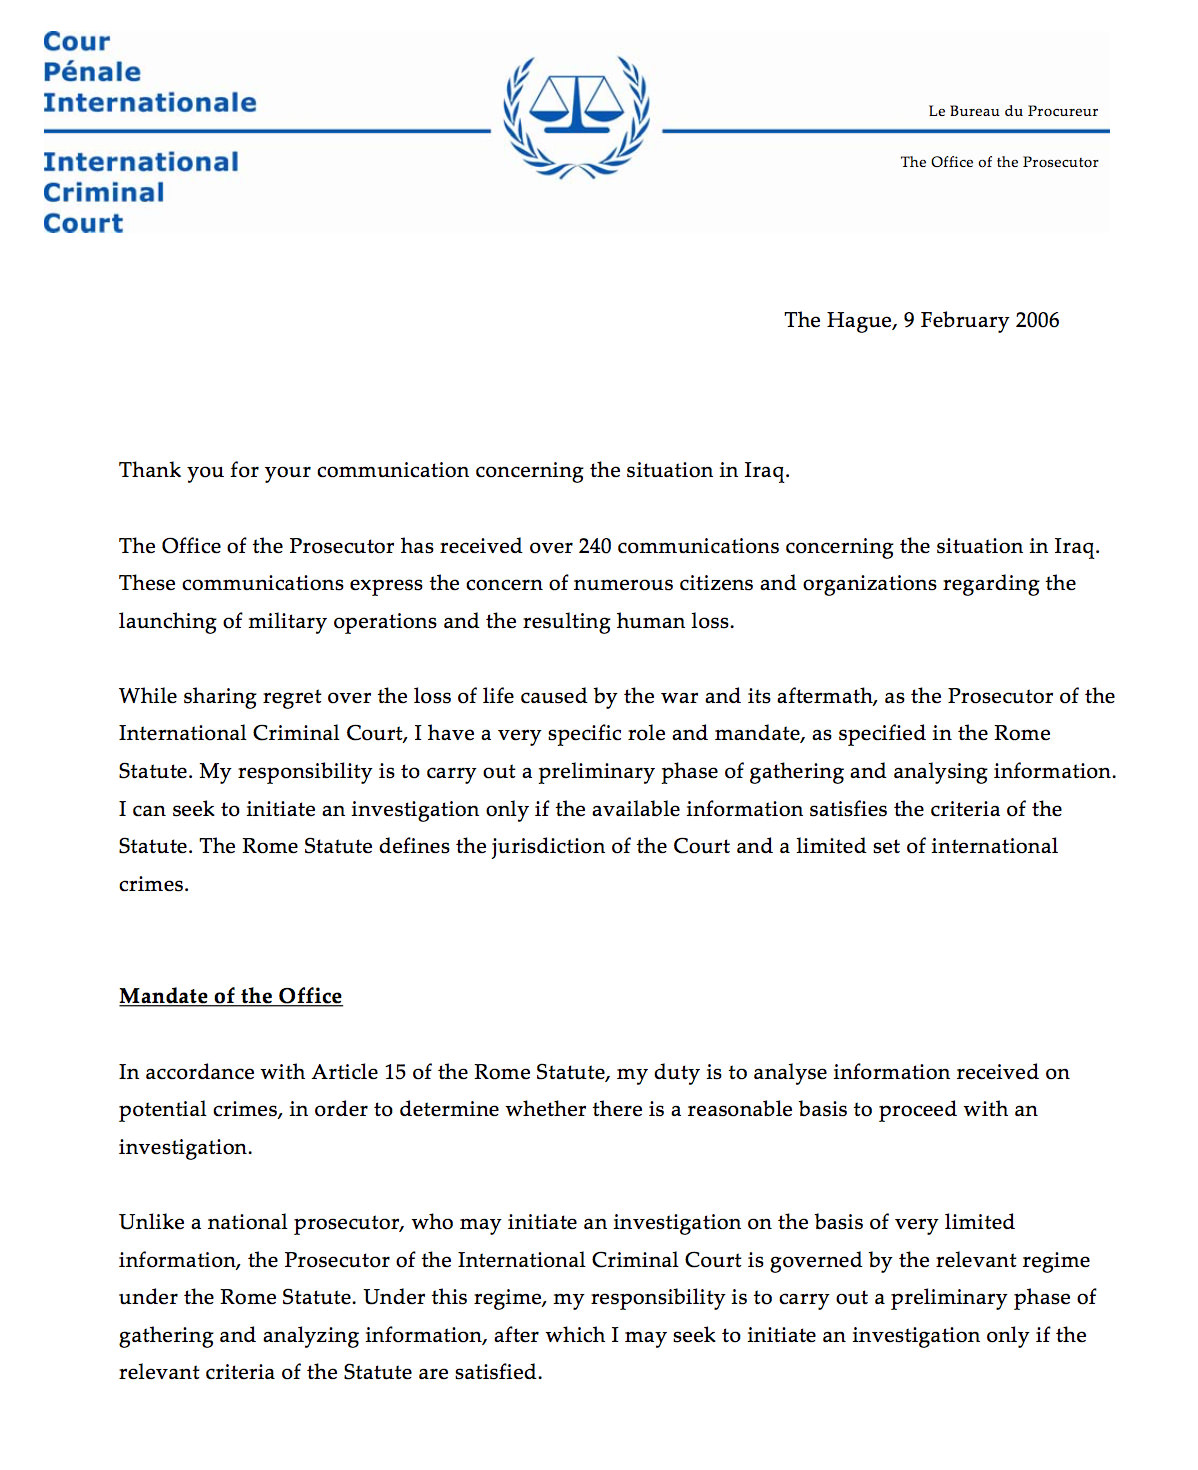 Cour
Pénale
Internationale
Le Bureau du Procureur
International
Criminal
Court
The Office of the Prosecutor
The Hague, 9 February 2006
Thank you for your communication concerning the situation in Iraq.
The Office of the Prosecutor has received over 240 communications concerning the situation in Iraq.
These communications express the concern of numerous citizens and organizations regarding the
launching of military operations and the resulting human loss.
While sharing regret over the loss of life caused by the war and its aftermath, as the Prosecutor of the
International Criminal Court, I have a very specific role and mandate, as specified in the Rome
Statute. My responsibility is to carry out a preliminary phase of gathering and analysing information.
I can seek to initiate an investigation only if the available information satisfies the criteria of the
Statute. The Rome Statute defines the jurisdiction of the Court and a limited set of international
crimes.
Mandate of the Office
In accordance with Article 15 of the Rome Statute, my duty is to analyse information received on
potential crimes, in order to determine whether there is a reasonable basis to proceed with an
investigation.
Unlike a national prosecutor, who may initiate an investigation on the basis of very limited
information, the Prosecutor of the International Criminal Court is governed by the relevant regime
under the Rome Statute. Under this regime, my responsibility is to carry out a preliminary phase of
gathering and analyzing information, after which I may seek to initiate an investigation only if the
relevant criteria of the Statute are satisfied.